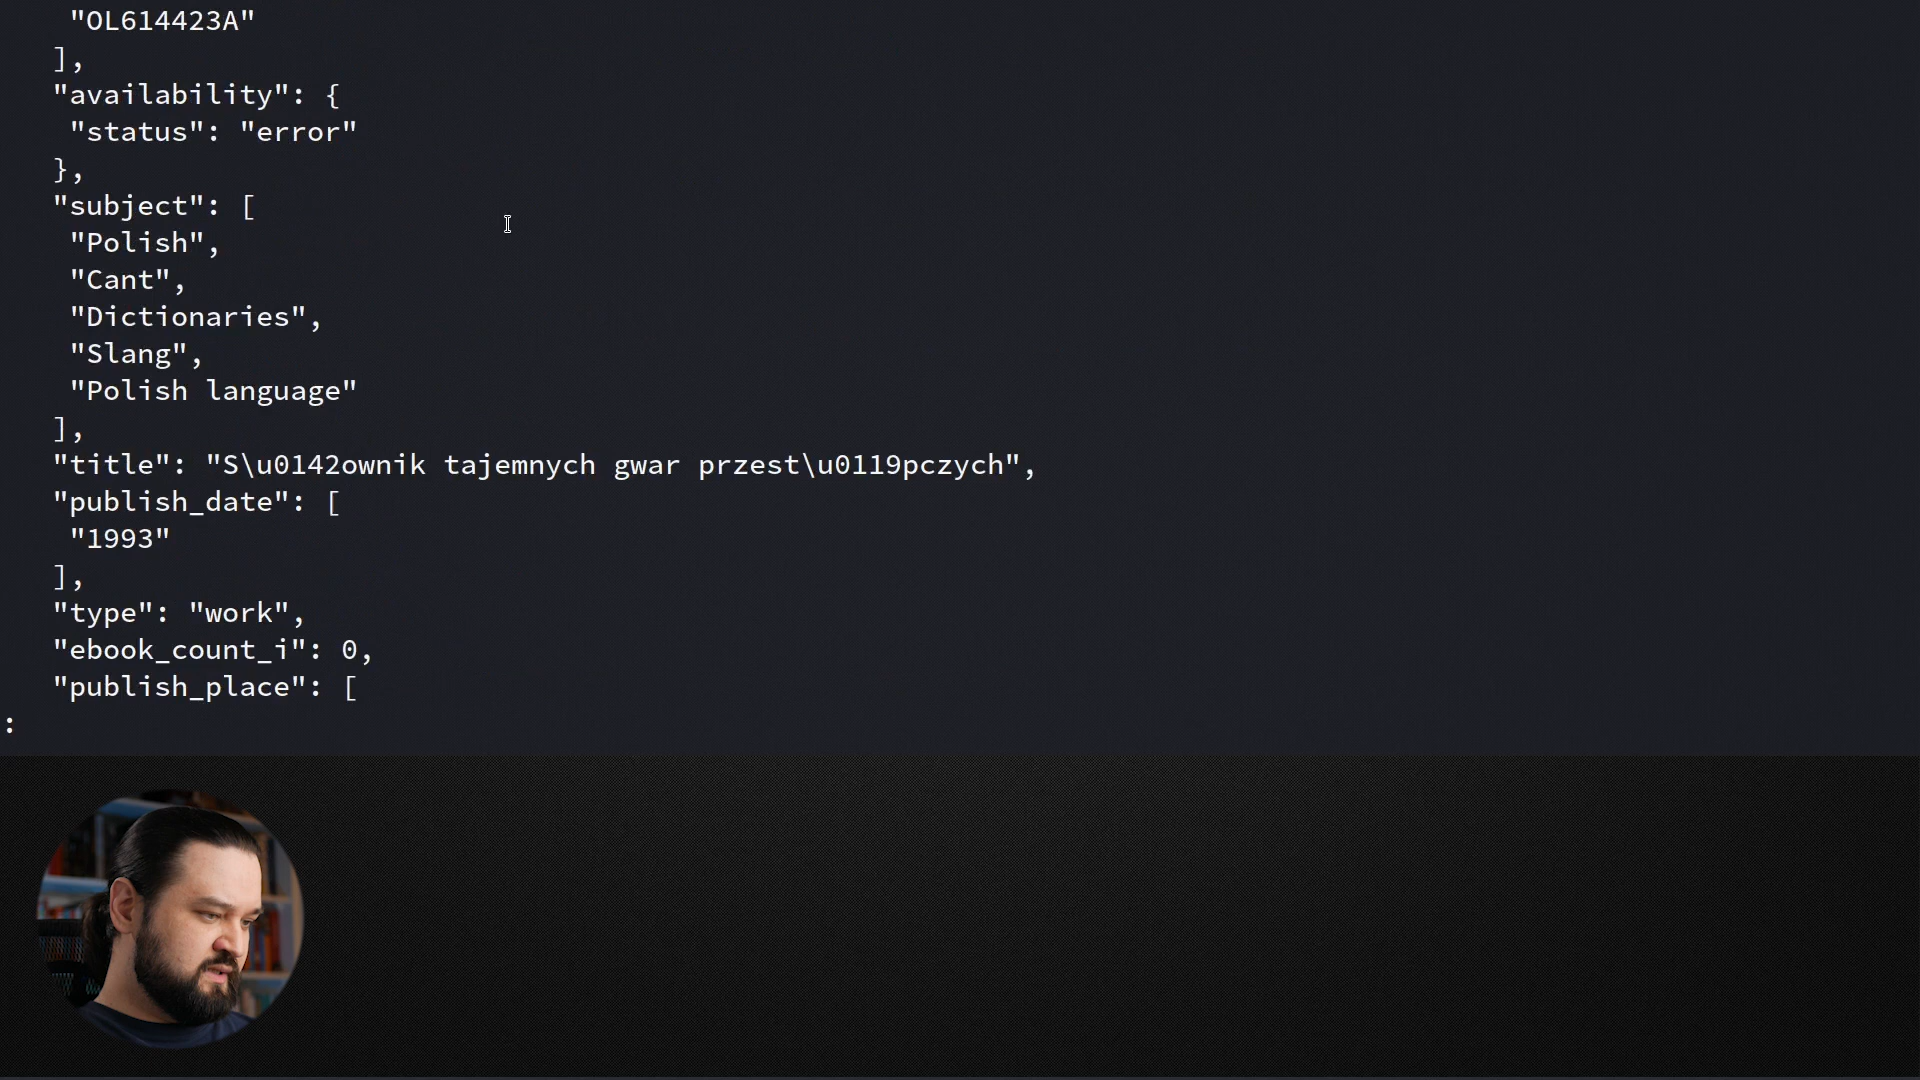 "OL614423A"
],
"availability": {
"status": "error"
},
"subject": [
"Polish",
"Cant",
"Dictionaries",
"Slang",
"Polish language"
],
"title": "S\u0142ownik tajemnych gwar przest\u0119pczych",
"publish_date": [
"1993"
],
"type": "work",
"ebook_count_i": 0,
"publish_place": [
: